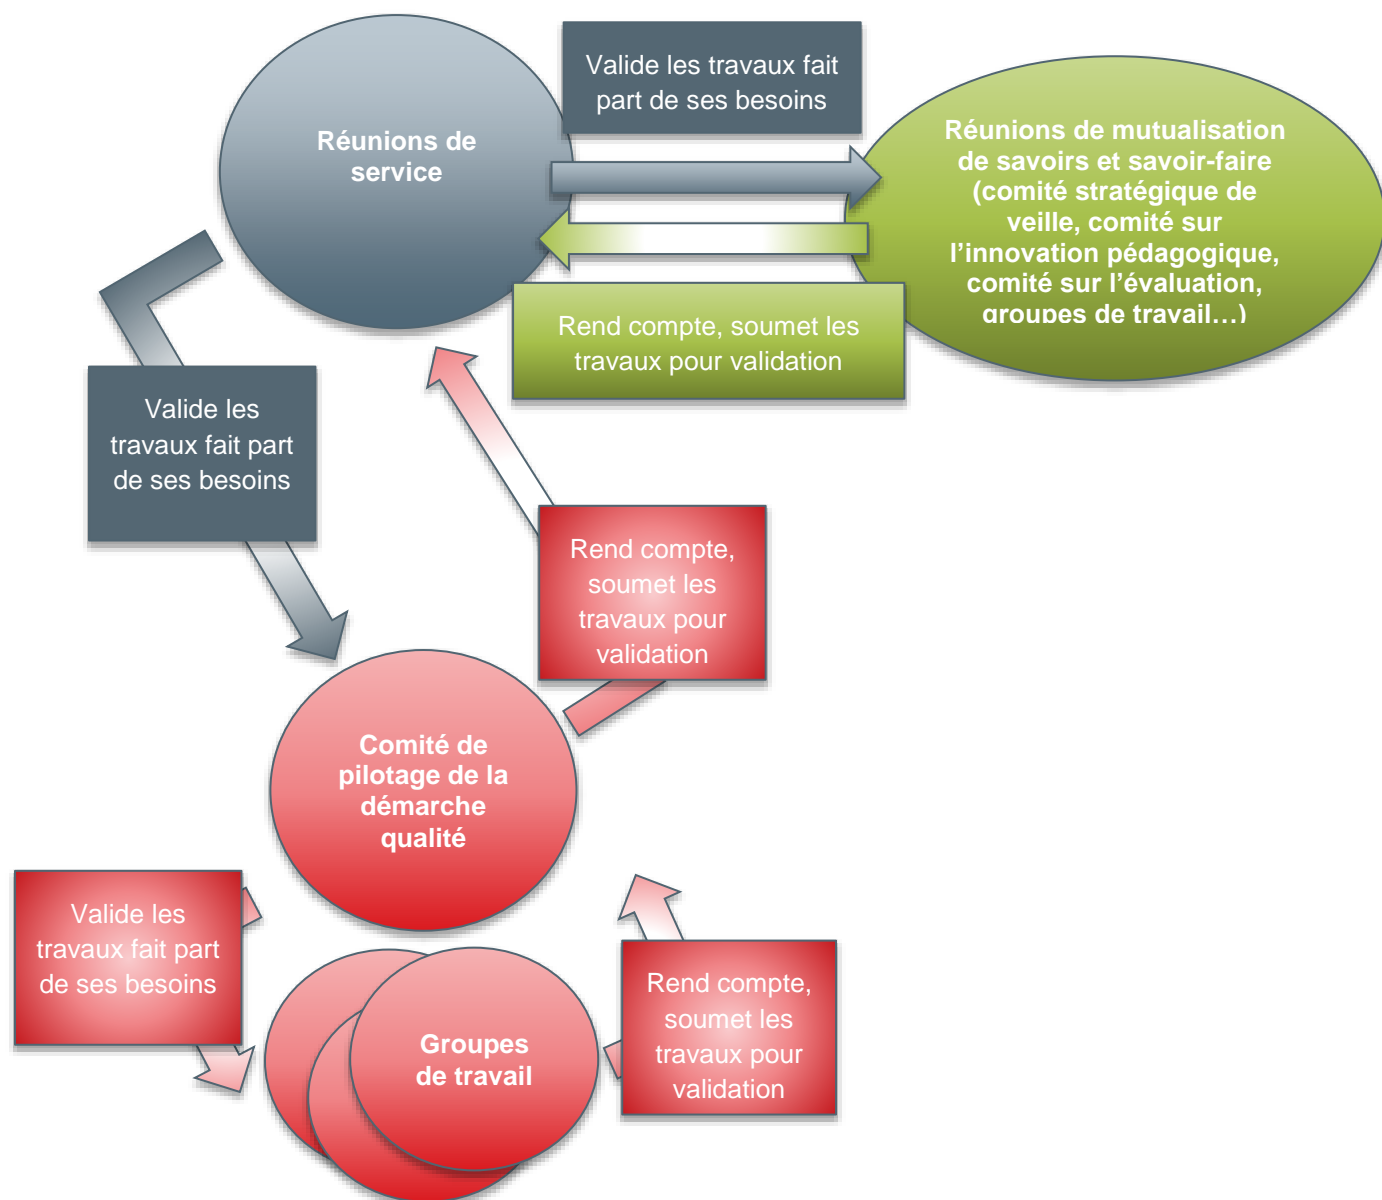 Valide les travaux fait
part de ses besoins
Réunions de
service
Réunions de mutualisation
de savoirs et savoir-faire
(comité stratégique de
veille, comité sur
l’innovation pédagogique,
comité sur l’évaluation,
groupes de travail…)
Rend compte, soumet les
travaux pour validation
Valide les
travaux fait part
de ses besoins
Rend compte,
soumet les
travaux pour
validation
Comité de
pilotage de la
démarche
qualité
Valide les
travaux fait part
de ses besoins
Rend compte,
soumet les
travaux pour
validation
Groupes
de travail